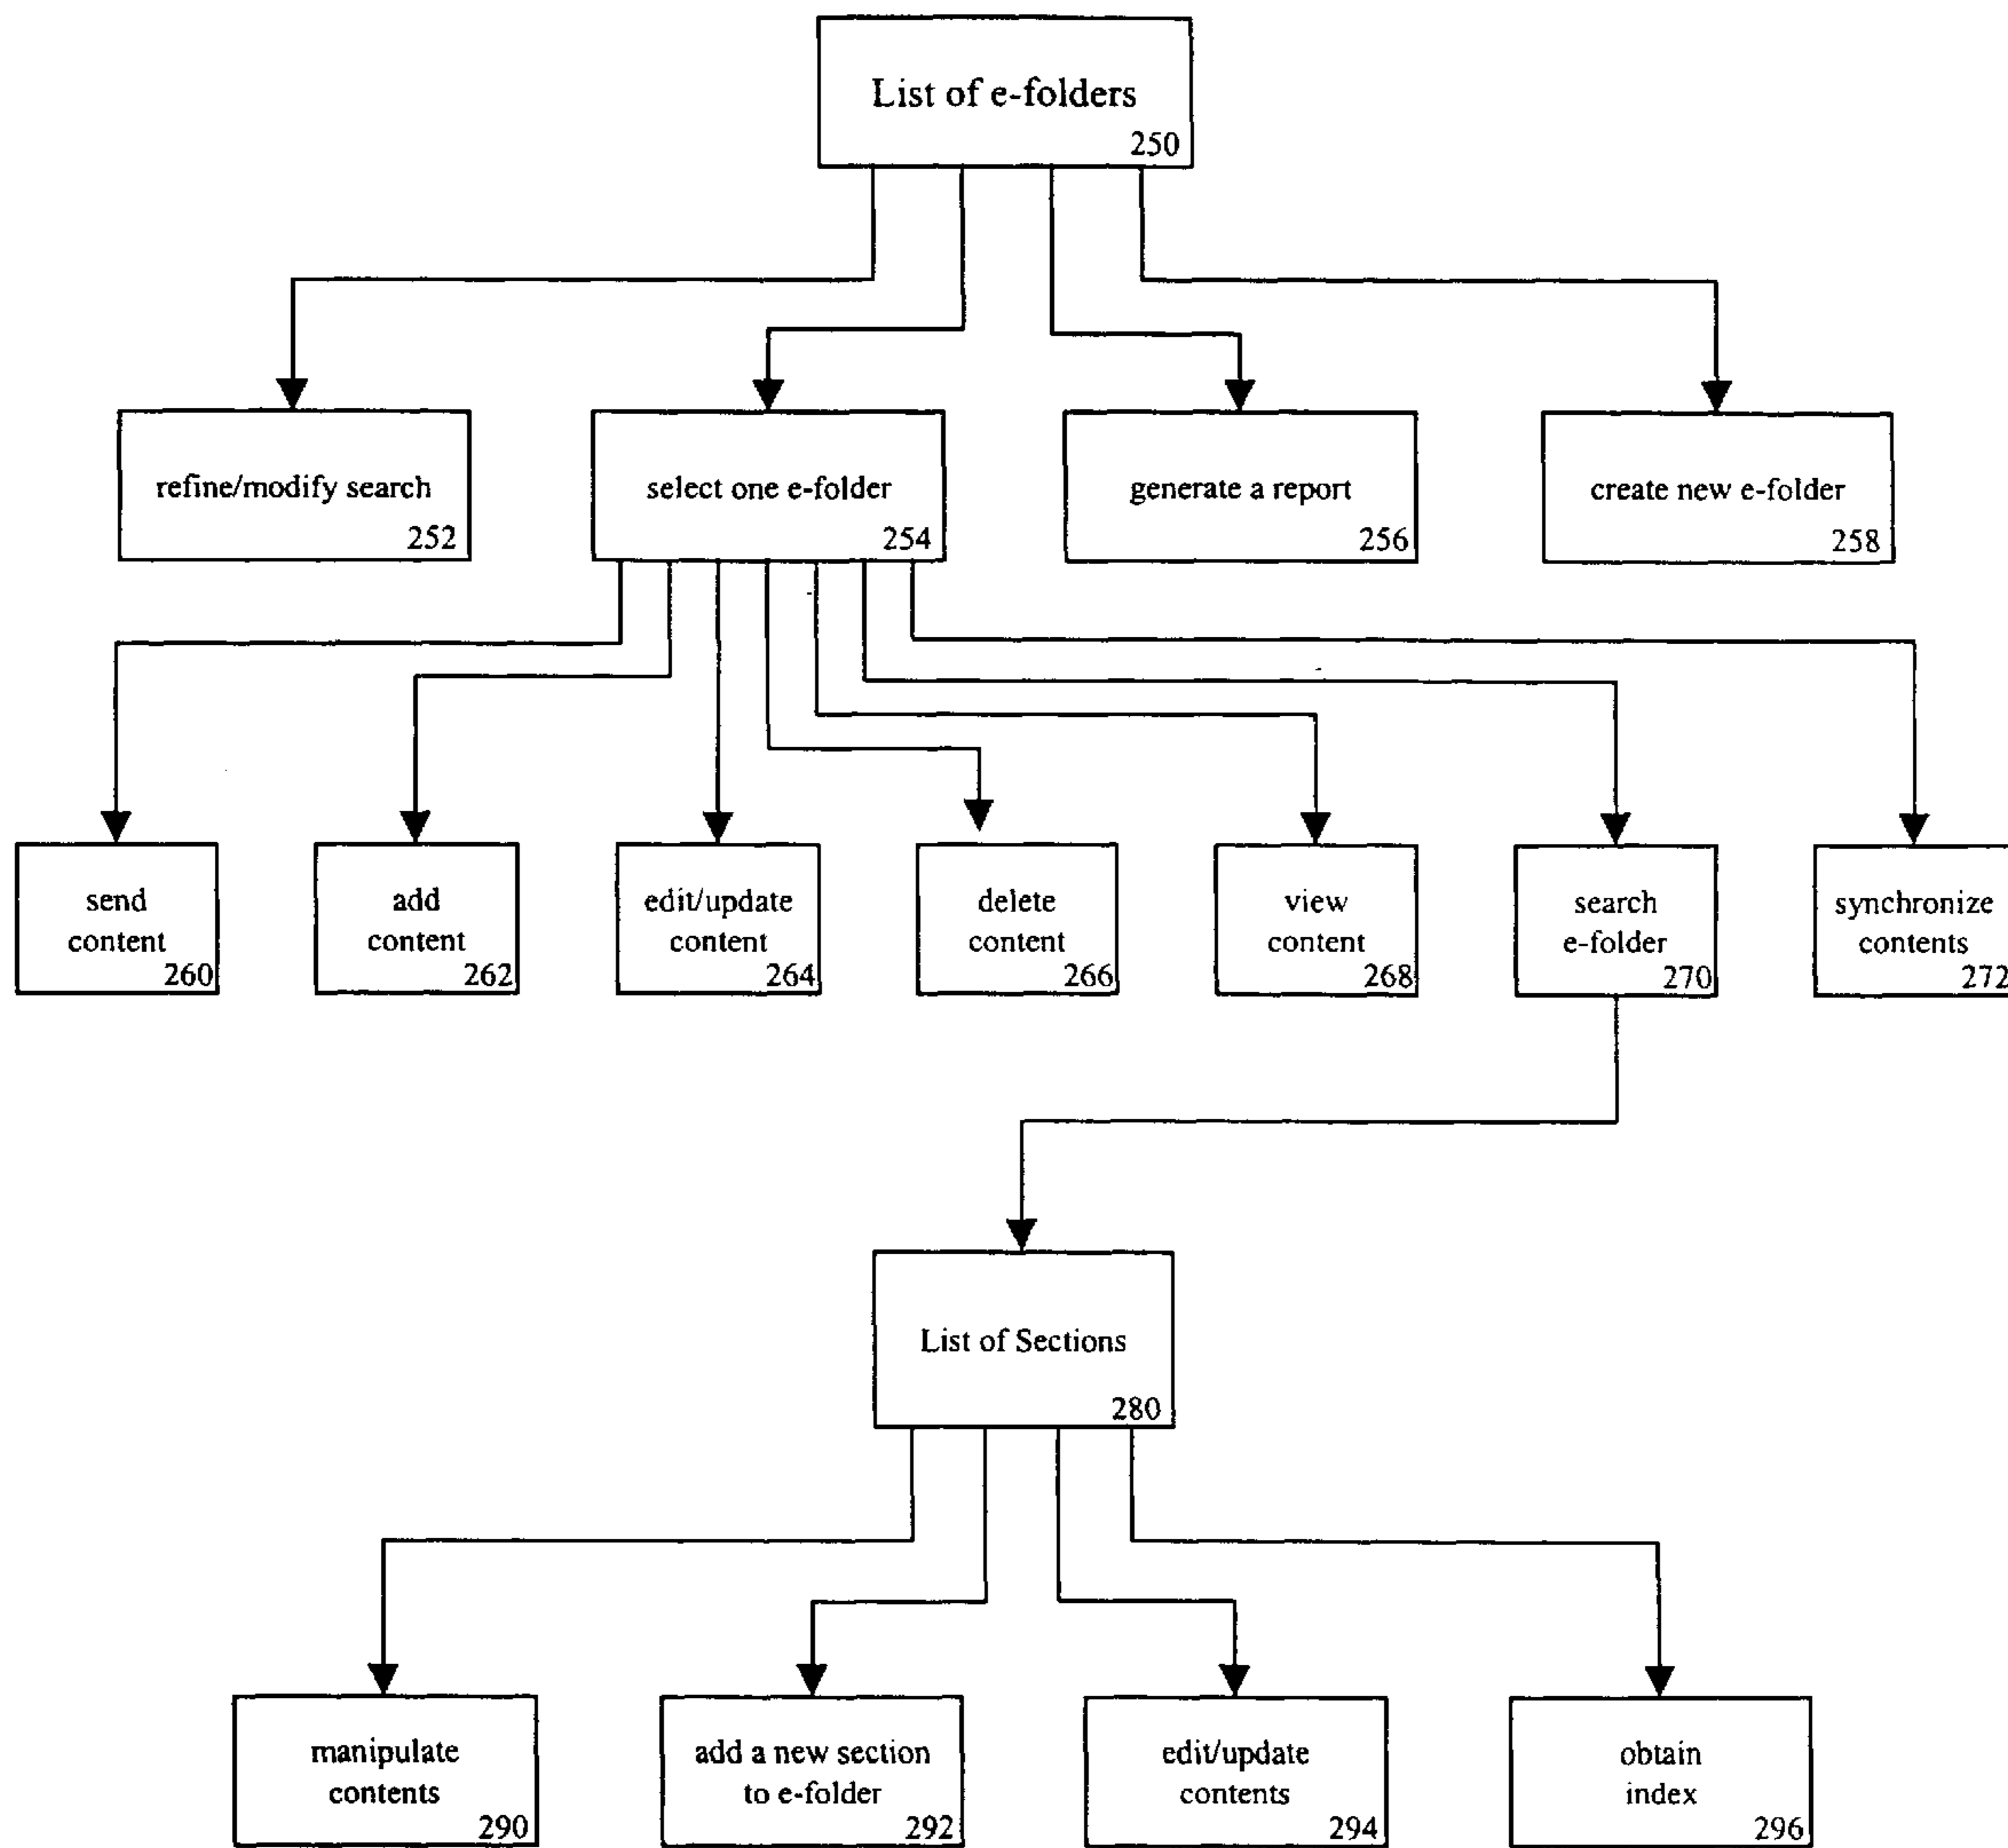 List of e-folders
250
refine/modify search
252
select one e-folder
254
generate a report
256
create new e-folder
258
send
content
260
add
content
262
edit/update
content
264
delete
content
266
view
content
268
search
e-folder
270
synchronize
contents
272
List of Sections
280
manipulate
contents
290
add a new section
to e-folder
292
edit/update
contents
294
obtain
index
296